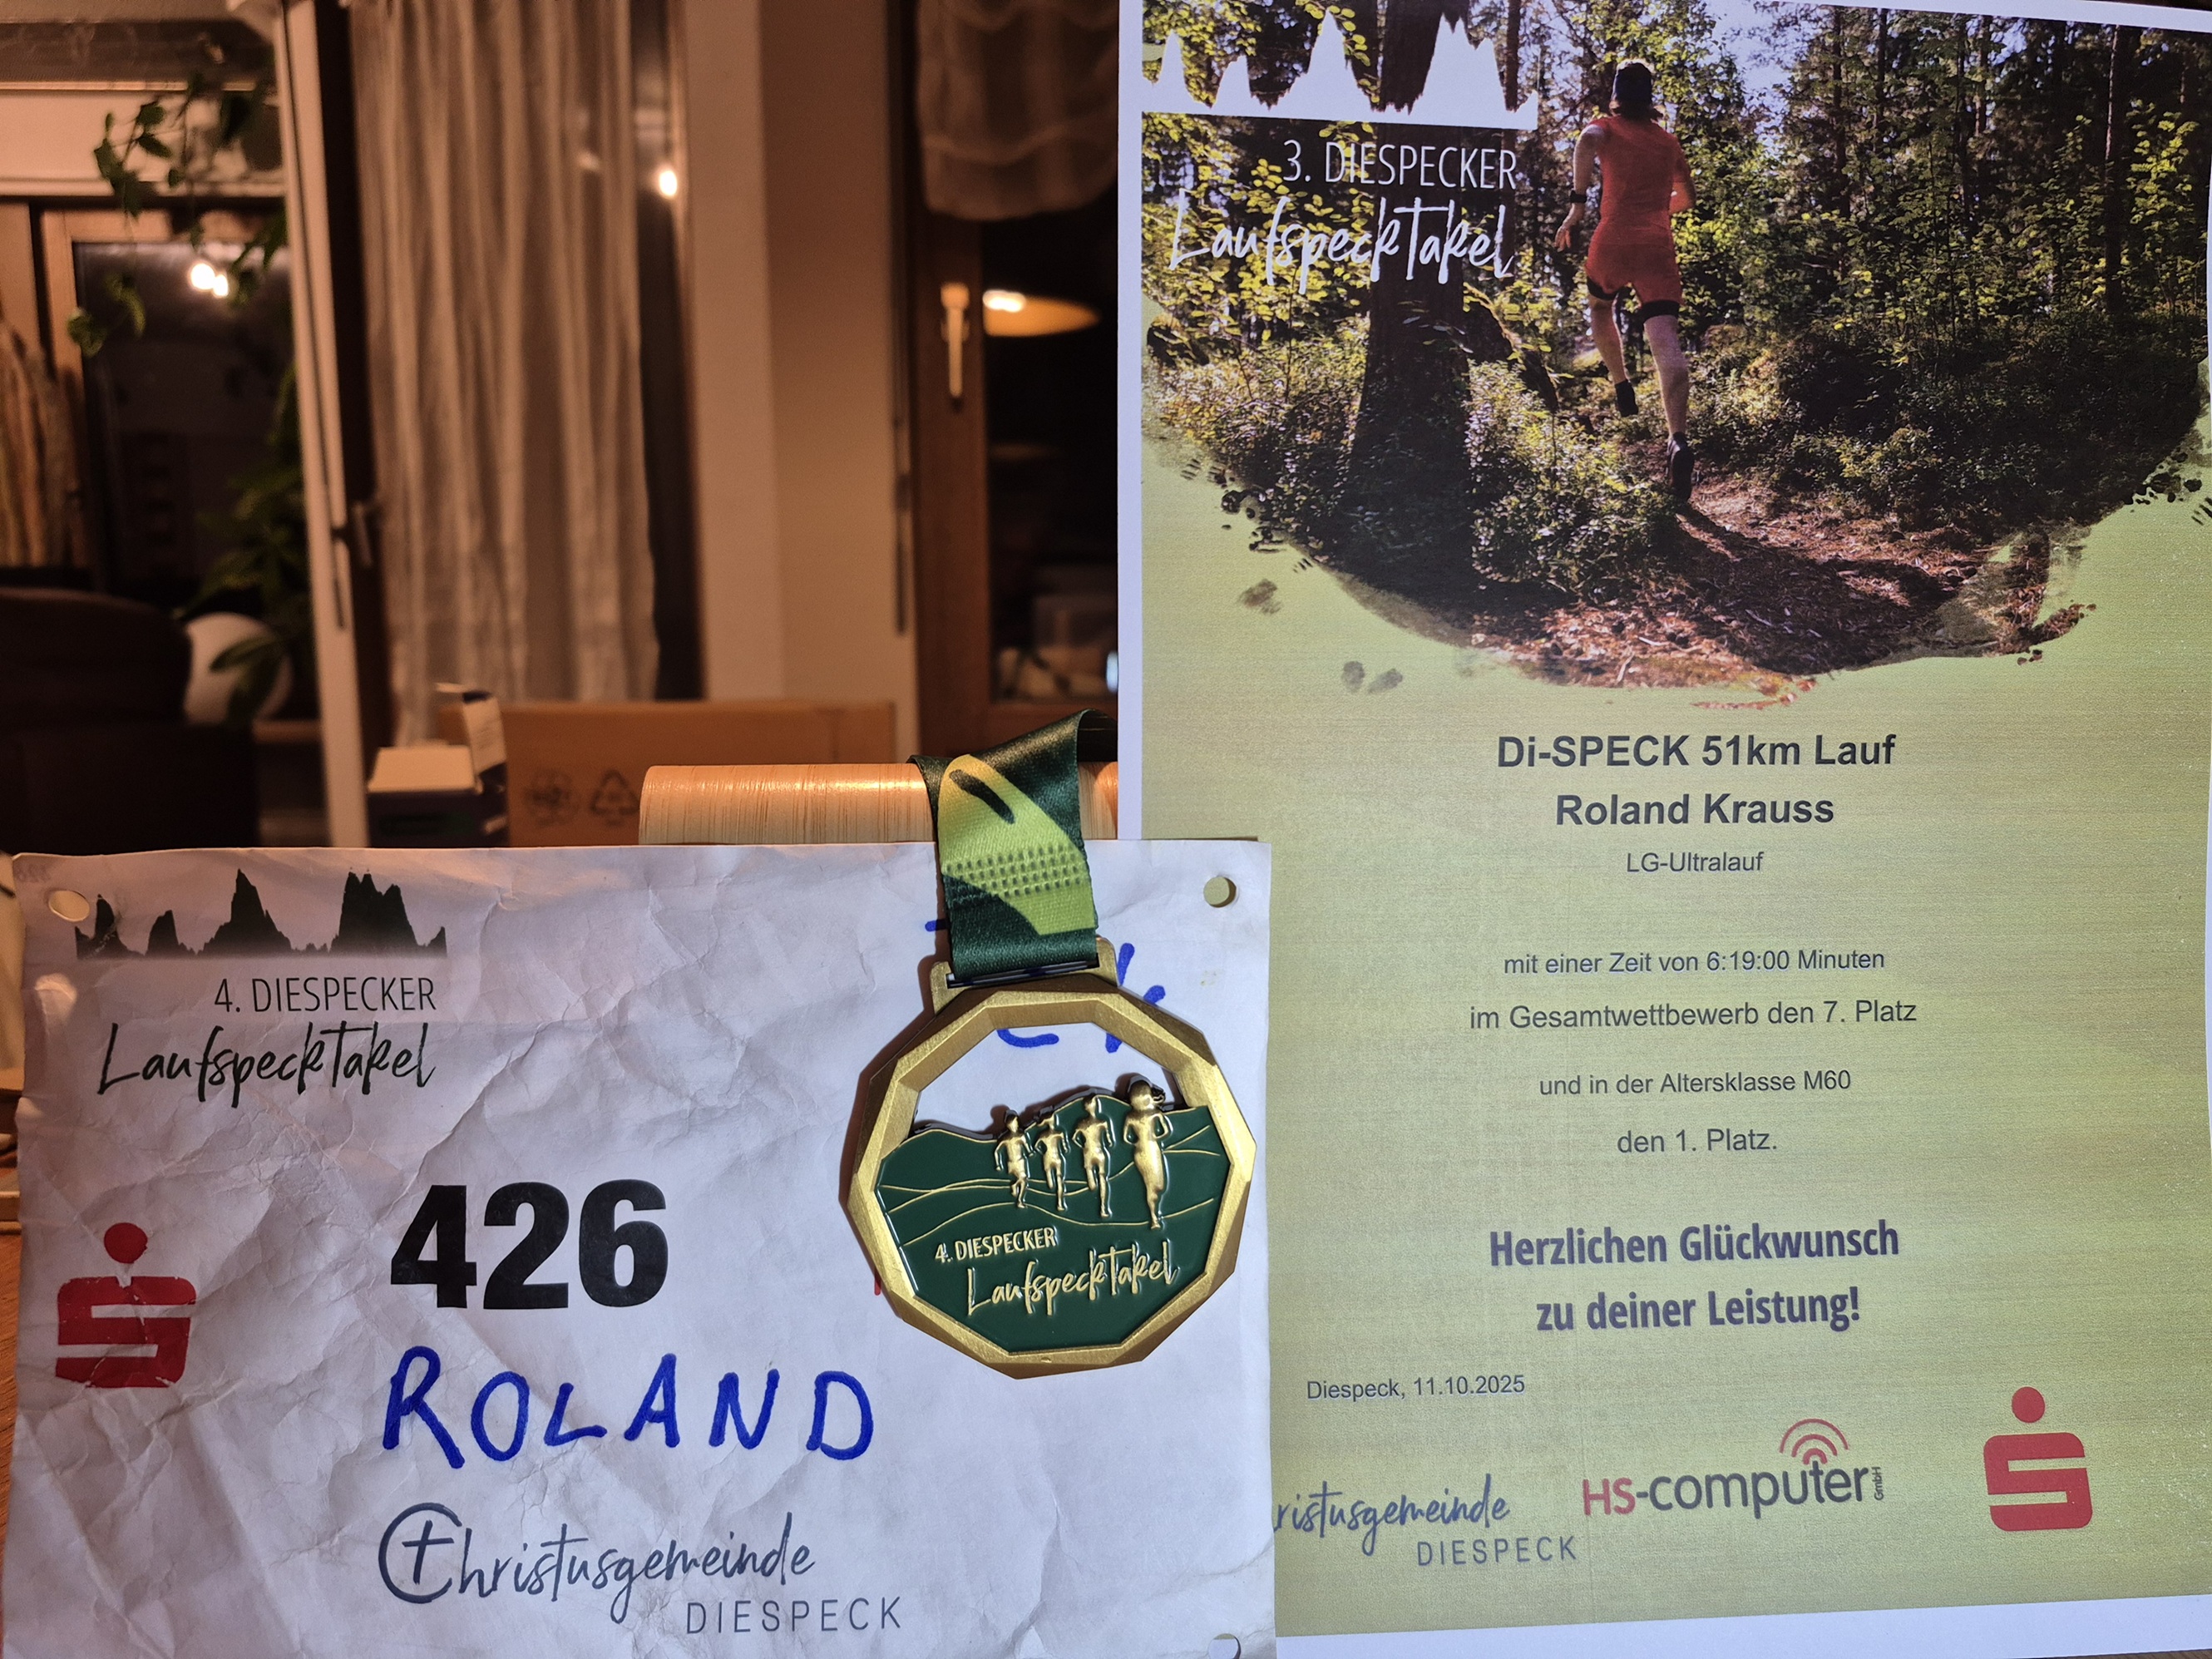 3. DIESPECKER
Laufspecktakel
Di-SPECK 51km Lauf
Roland Krauss
LG-Ultralauf
mit einer Zeit von 6:19:00 Minuten
im Gesamtwettbewerb den 7. Platz
und in der Altersklasse M60
den 1. Platz.
Herzlichen Glückwunsch
zu deiner Leistung!
Diespeck, 11.10.2025
ristusgemeinde
DIESPECK
HS-computer GmbH
4. DIESPECKER
Laufspecktakel
426
ROLAND
Christusgemeinde
DIESPECK
4. DIESPECKER
Laufspecktakel